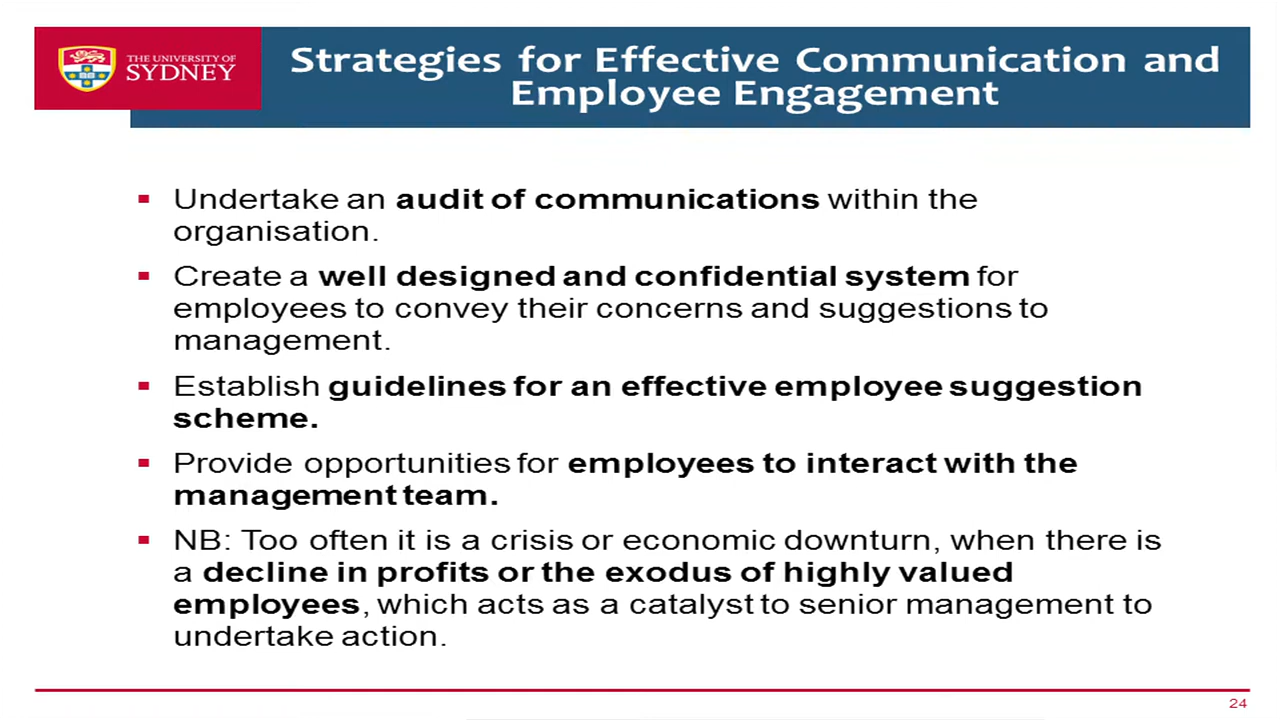 THE UNIVERSITY OF
SYDNEY
Strategies for Effective Communication and
Employee Engagement
Undertake an audit of communications within the
organisation.
Create a well designed and confidential system for
employees to convey their concerns and suggestions to
management.
Establish guidelines for an effective employee suggestion
scheme.
Provide opportunities for employees to interact with the
management team.
NB: Too often it is a crisis or economic downturn, when there is
a decline in profits or the exodus of highly valued
employees, which acts as a catalyst to senior management to
undertake action.
24